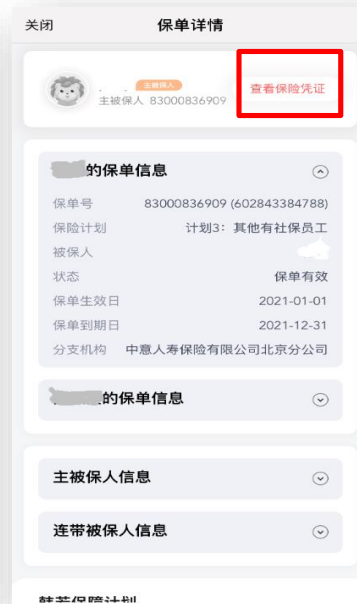 关闭
保单详情
主被保人
主被保人 83000836909
查看保险凭证
的保单信息
保单号 83000836909 (602843384788)
保险计划 计划3：其他有社保员工
被保人
状态 保单有效
保单生效日 2021-01-01
保单到期日 2021-12-31
分支机构 中意人寿保险有限公司北京分公司
的保单信息
主被保人信息
连带被保人信息
保障计划